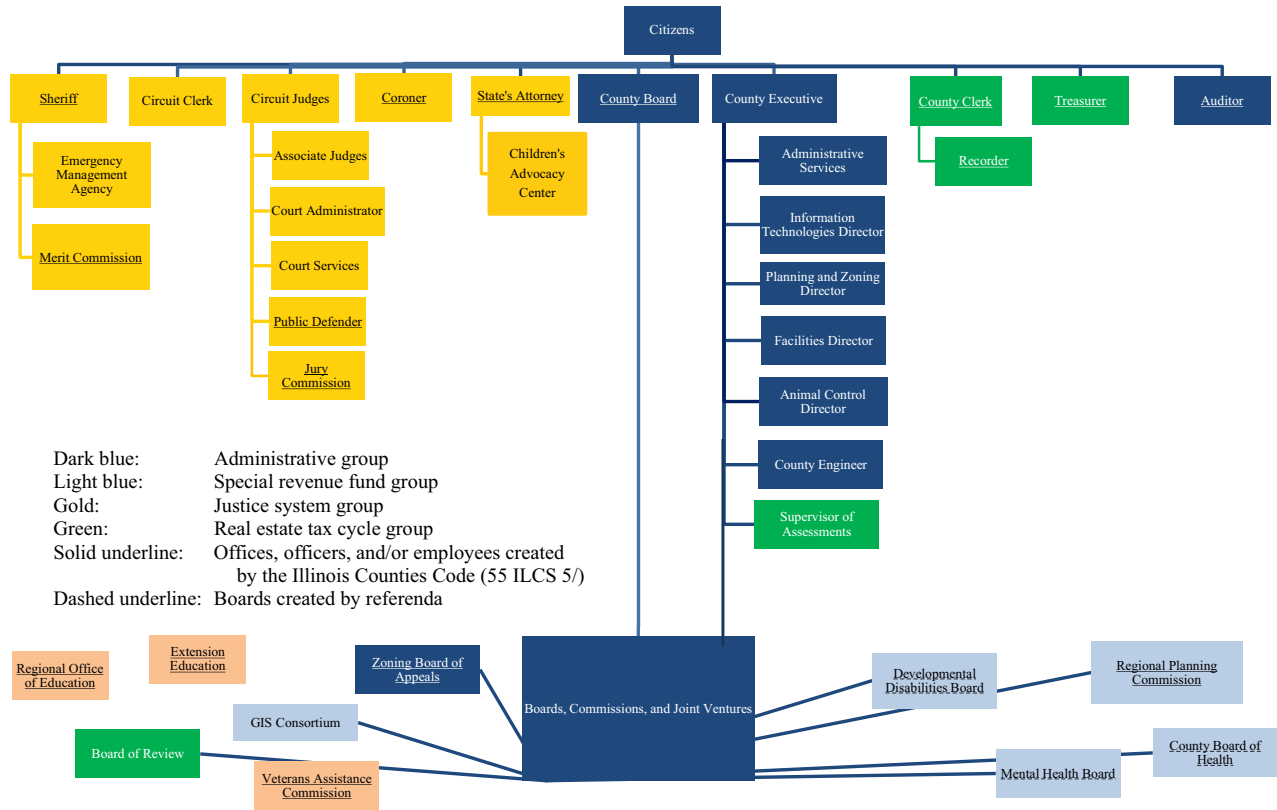 Citizens
Sheriff
Circuit Clerk
Circuit Judges
Coroner
State's Attorney
County Board
County Executive
County Clerk
Treasurer
Auditor
Emergency
Management
Agency
Merit Commission
Associate Judges
Court Administrator
Court Services
Public Defender
Jury
Commission
Children's
Advocacy
Center
Administrative
Services
Information
Technologies Director
Planning and Zoning
Director
Facilities Director
Animal Control
Director
County Engineer
Supervisor of
Assessments
Recorder
Dark blue: Administrative group
Light blue: Special revenue fund group
Gold: Justice system group
Green: Real estate tax cycle group
Solid underline: Offices, officers, and/or employees created
by the Illinois Counties Code (55 ILCS 5/)
Dashed underline: Boards created by referenda
Regional Office
of Education
Extension
Education
Zoning Board of
Appeals
GIS Consortium
Board of Review
Veterans Assistance
Commission
Boards, Commissions, and Joint Ventures
Developmental
Disabilities Board
Regional Planning
Commission
Mental Health Board
County Board of
Health